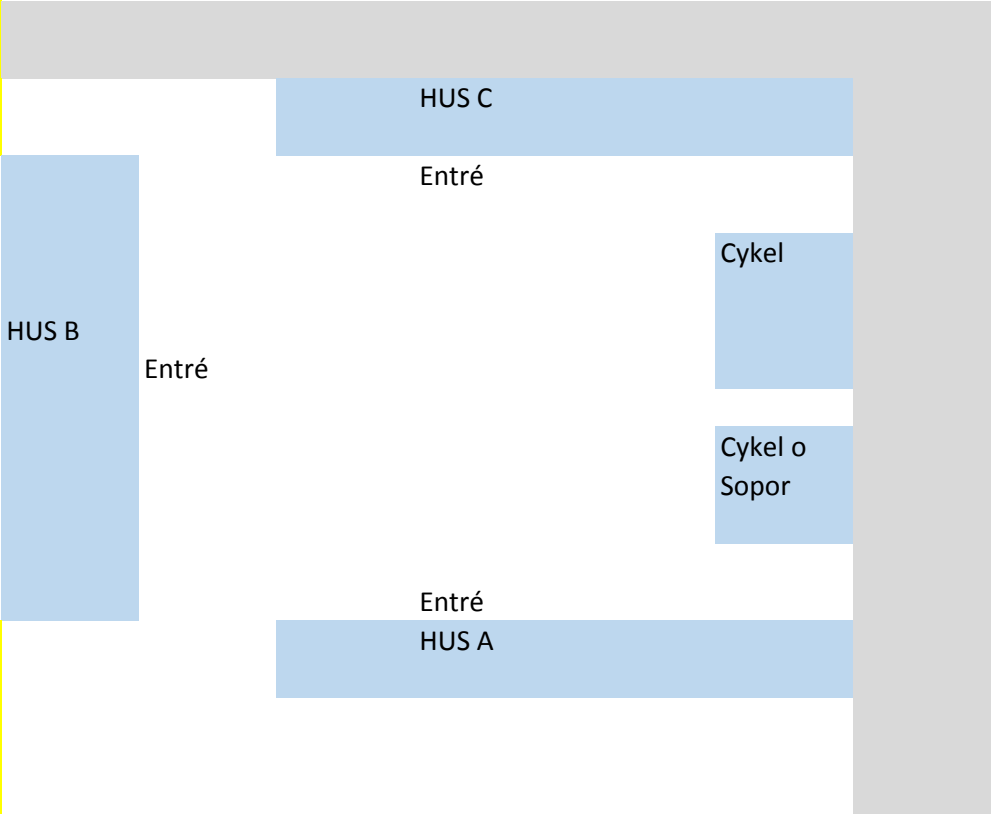 HUS C
Entré
Cykel
HUS B
Entré
Cykel o
Sopor
Entré
HUS A